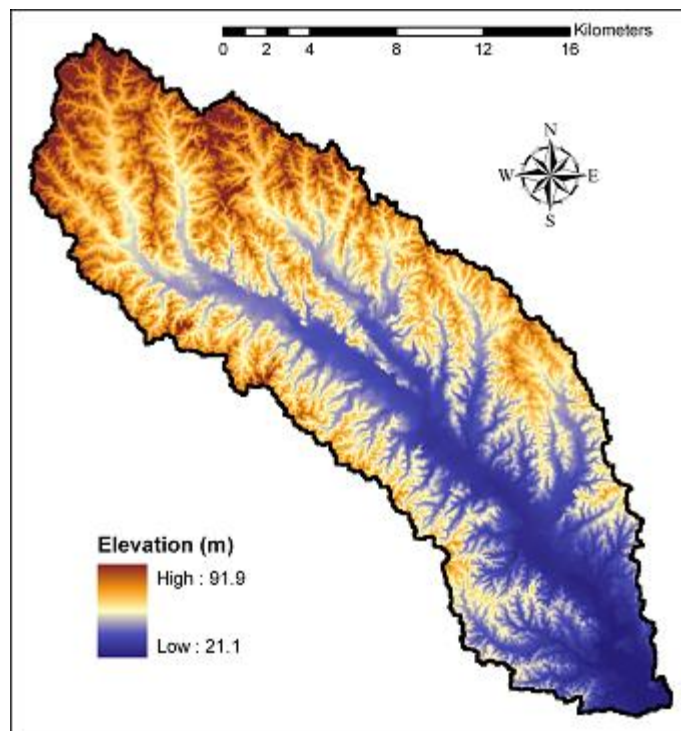 Kilometers
0 2 4 8 12 16
N
W E
S
Elevation (m)
High : 91.9
Low : 21.1